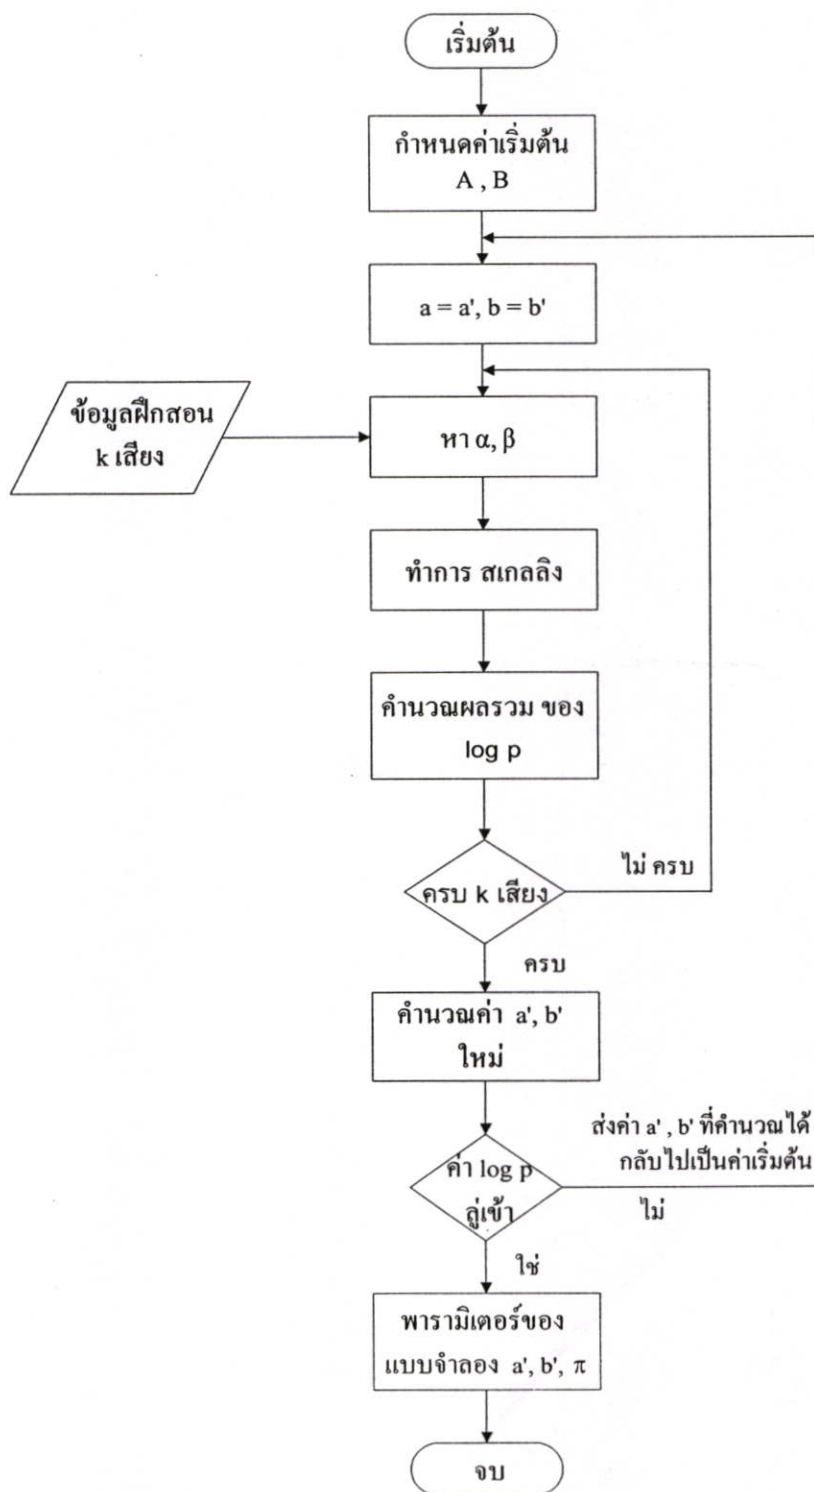 เริ่มต้น
กำหนดค่าเริ่มต้น
A , B
a = a', b = b'
ข้อมูลฝึกสอน
k เสียง
หา α, β
ทำการ สเกลลิง
คำนวณผลรวม ของ
log p
ครบ k เสียง
ไม่ ครบ
ครบ
คำนวณค่า a', b'
ใหม่
ส่งค่า a' , b' ที่คำนวณได้
กลับไปเป็นค่าเริ่มต้น
ค่า log p
ลู่เข้า
ไม่
ใช่
พารามิเตอร์ของ
แบบจำลอง a', b', π
จบ